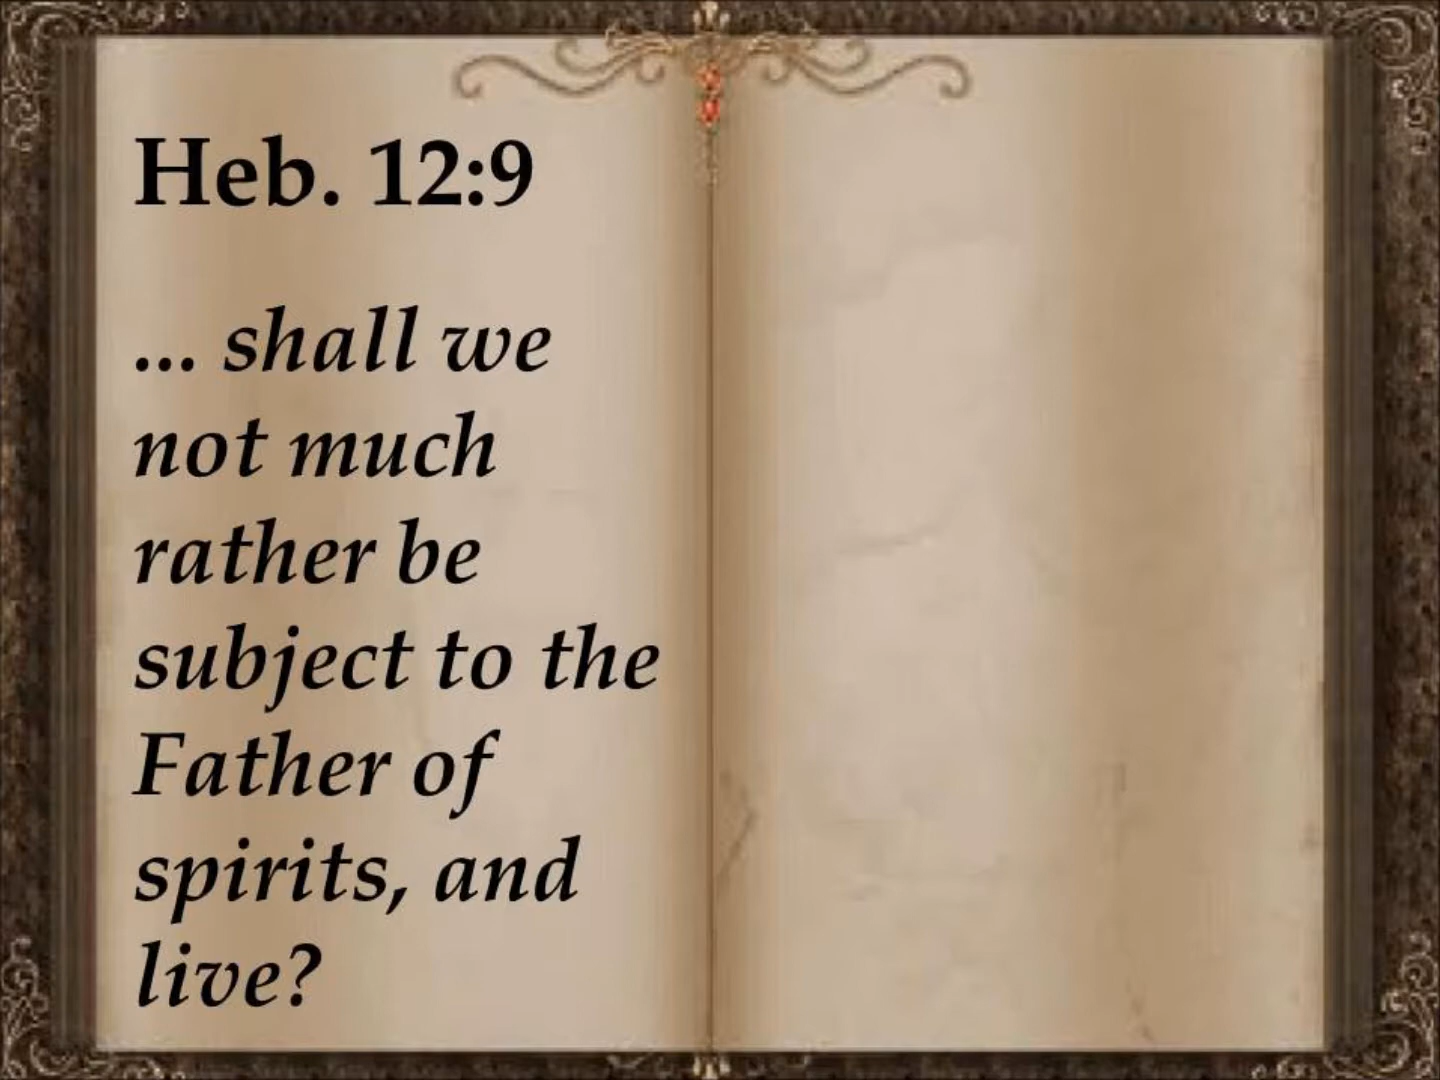 Heb. 12:9
... shall we
not much
rather be
subject to the
Father of
spirits, and
live?